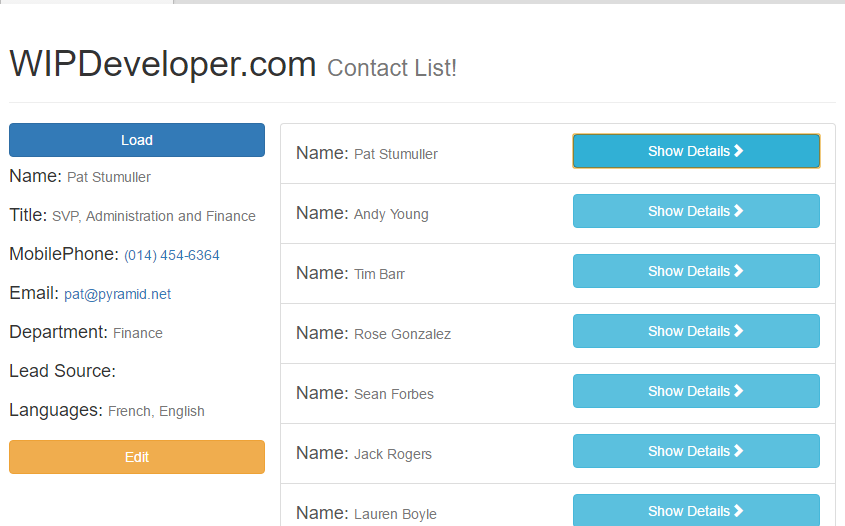 WIPDeveloper.com Contact List!
Load
Name: Pat Stumuller
Title: SVP, Administration and Finance
MobilePhone: (014) 454-6364
Email: pat@pyramid.net
Department: Finance
Lead Source:
Languages: French, English
Edit
Name: Pat Stumuller Show Details
Name: Andy Young Show Details
Name: Tim Barr Show Details
Name: Rose Gonzalez Show Details
Name: Sean Forbes Show Details
Name: Jack Rogers Show Details
Name: Lauren Boyle Show Details